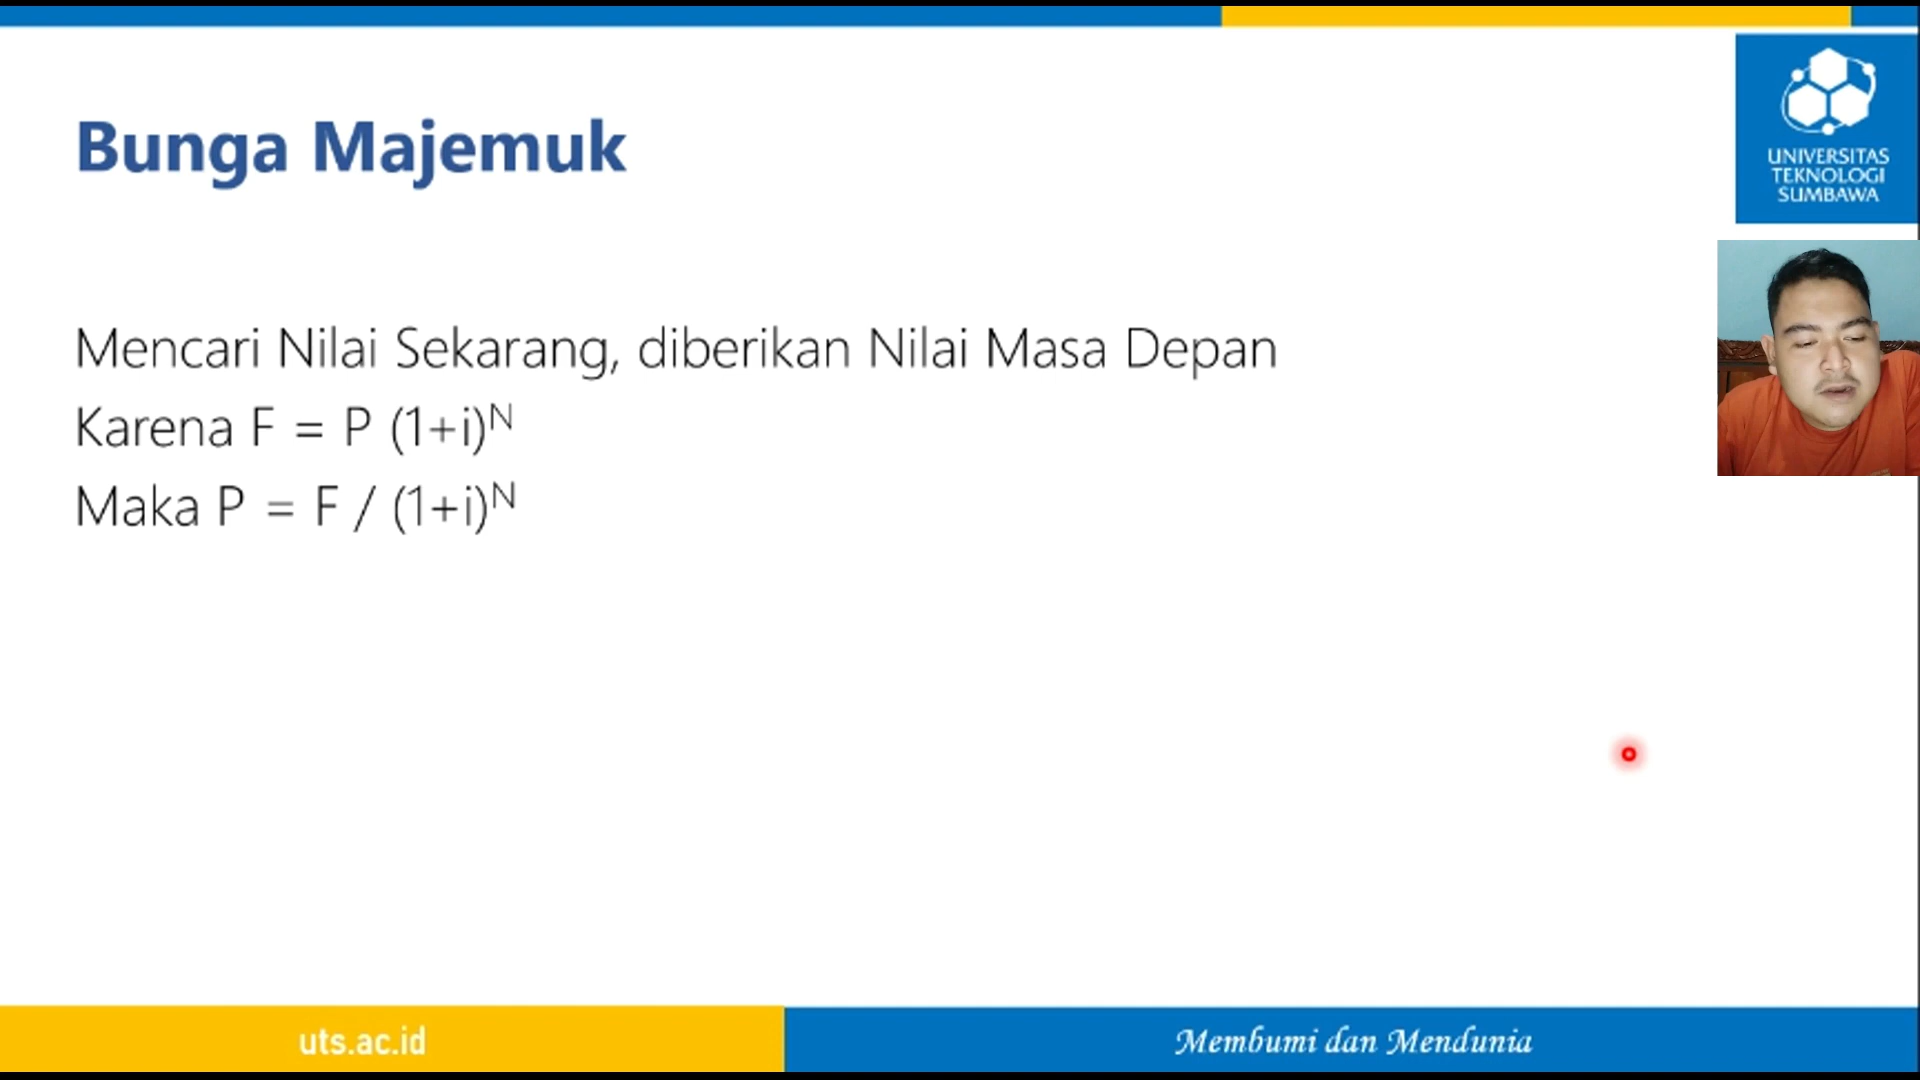 Bunga Majemuk
UNIVERSITAS
TEKNOLOGI
SUMBAWA
Mencari Nilai Sekarang, diberikan Nilai Masa Depan
Karena F = P (1+i)ᴺ
Maka P = F / (1+i)ᴺ
uts.ac.id
Membumi dan Mendunia